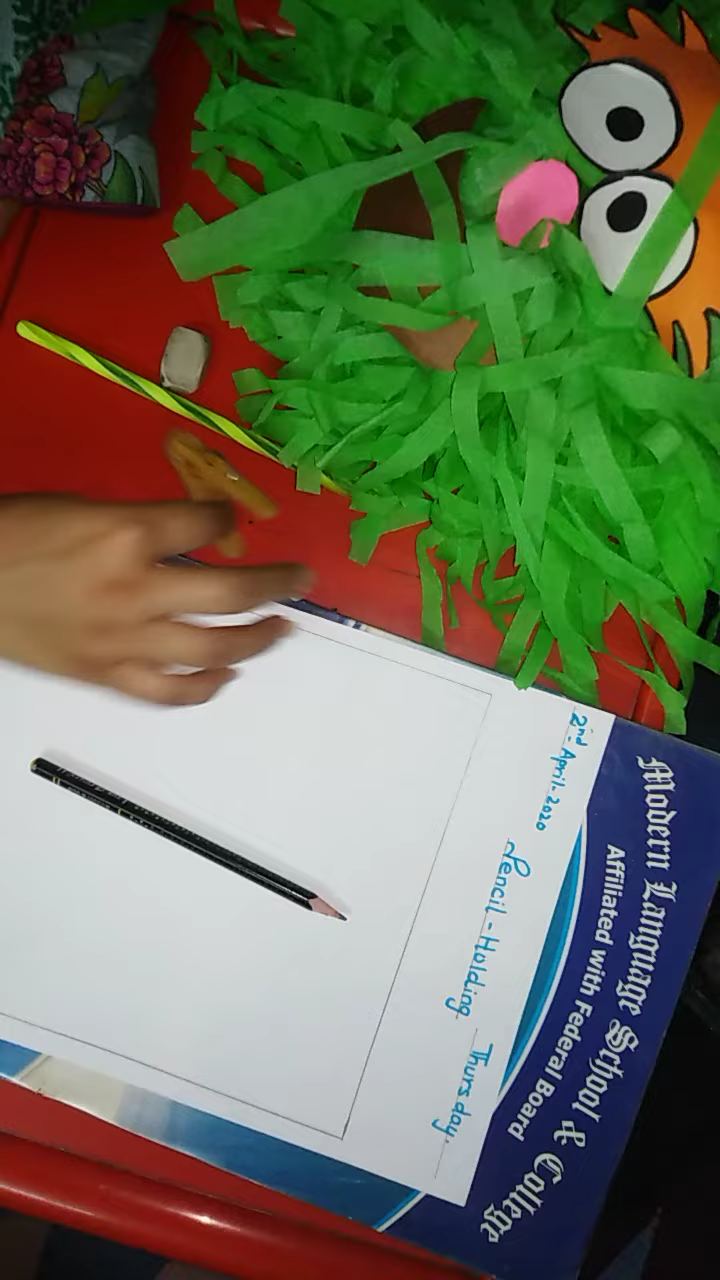 Modern Language School & College
Affiliated with Federal Board
2nd-April-2020 Pencil-Holding Thursday